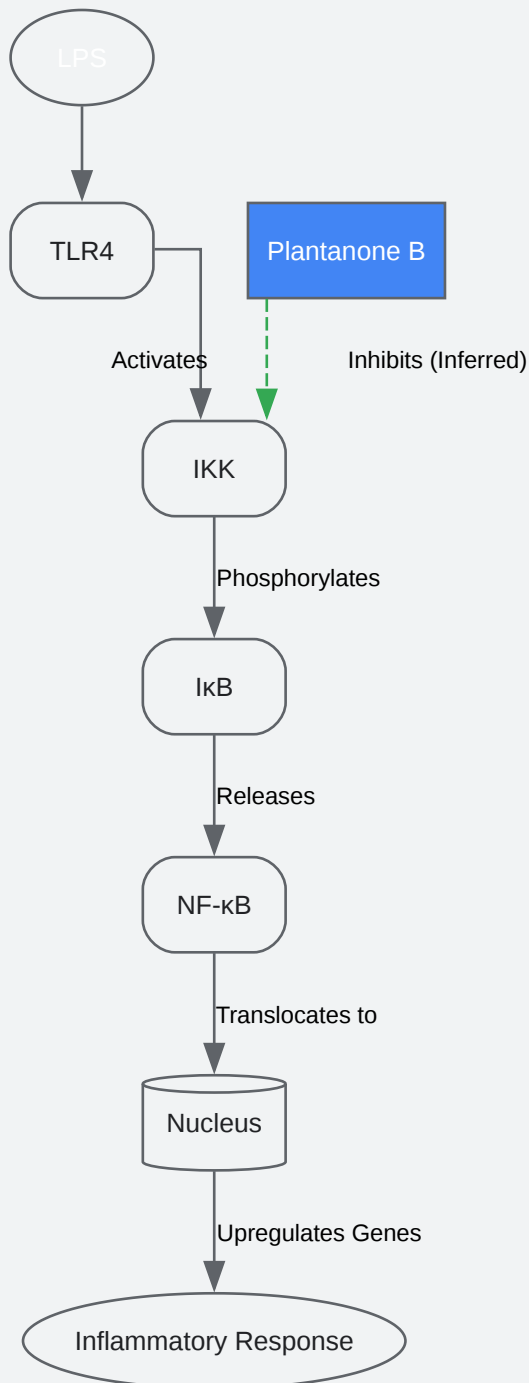 LPS
TLR4
Plantanone B
Activates
Inhibits (Inferred)
IKK
Phosphorylates
IκB
Releases
NF-κB
Translocates to
Nucleus
Upregulates Genes
Inflammatory Response